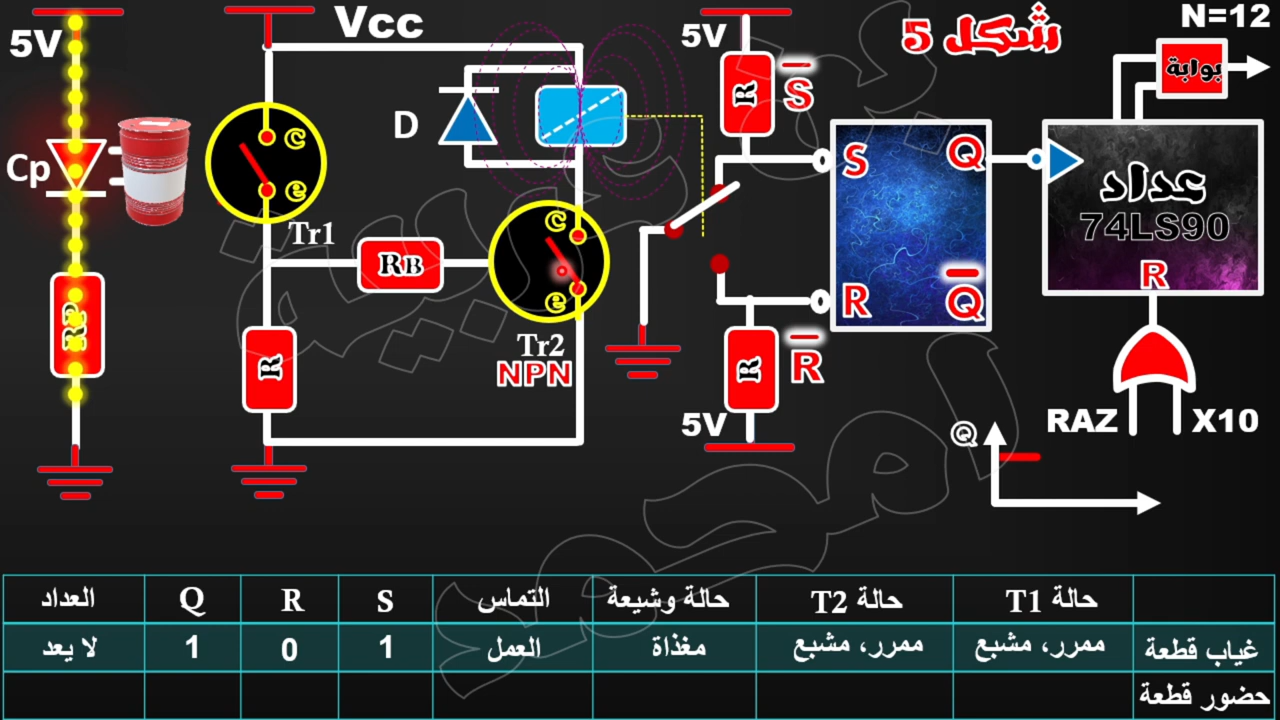 5V
Vcc
5V
شكل 5
N=12
بوابة
Cp
C
e
Tr1
D
R
S
S
Q
عداد
74LS90
R
RB
C
e
Tr2
NPN
R
Q
R
R
R
RP
5V
RAZ
X10
Q
حالة T1
حالة T2
حالة وشيعة
التماس
S
R
Q
العداد
غياب قطعة
ممرر، مشبع
ممرر، مشبع
مغذاة
العمل
1
0
1
لا يعد
حضور قطعة